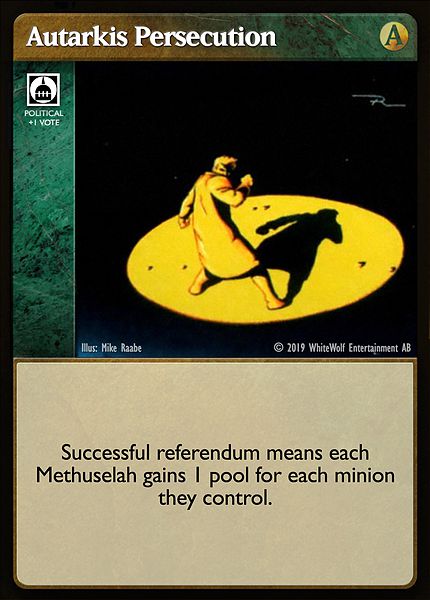 Autarkis Persecution
A
POLITICAL
+1 VOTE
Illus: Mike Raabe
© 2019 WhiteWolf Entertainment AB
Successful referendum means each
Methuselah gains 1 pool for each minion
they control.